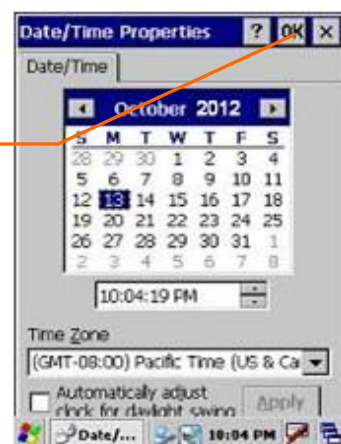 Date/Time Properties ? OK ×
Date/Time
October 2012
S M T W T F S
28 29 30 1 2 3 4
5 6 7 8 9 10 11
12 13 14 15 16 17 18
19 20 21 22 23 24 25
26 27 28 29 30 31 1
2 3 4 5 6 7 8
10:04:19 PM
Time Zone
(GMT-08:00) Pacific Time (US & Ca
Automatically adjust
clock for daylight saving
Apply
Date/... 10:04 PM